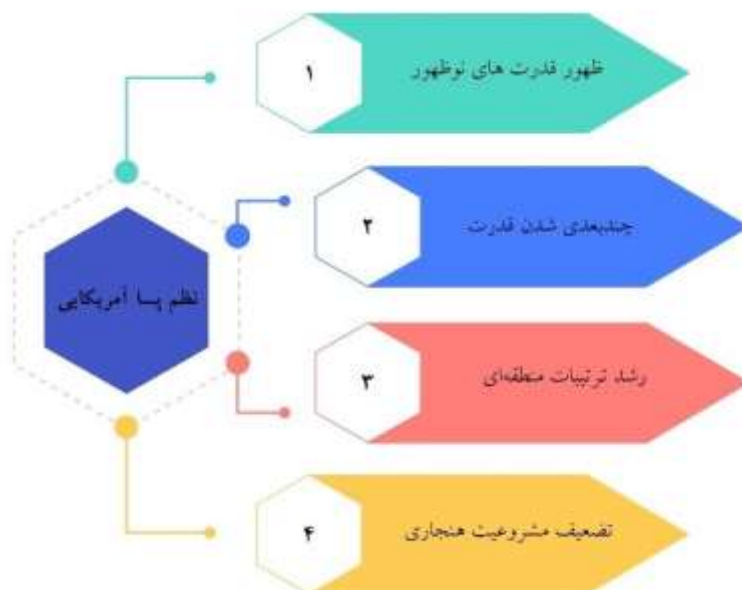 نظم پسا آمریکایی
۱
ظهور قدرت های نوظهور
۲
چندبعدی شدن قدرت
۳
رشد ترتیبات منطقه‌ای
۴
تضعیف مشروعیت هنجاری